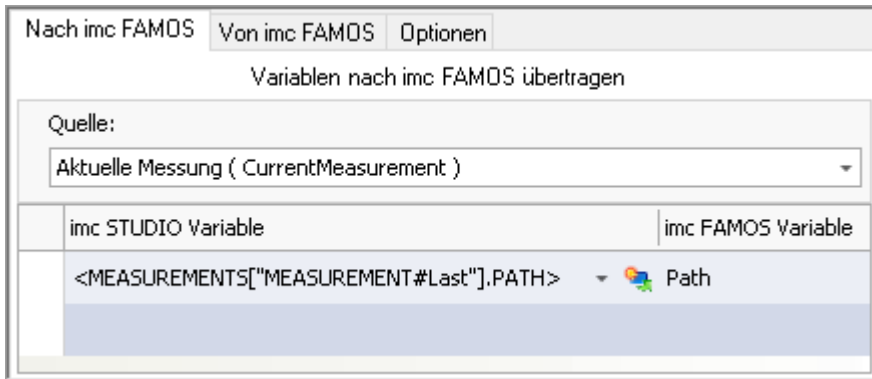 Nach imc FAMOS Von imc FAMOS Optionen
Variablen nach imc FAMOS übertragen
Quelle:
Aktuelle Messung ( CurrentMeasurement )
imc STUDIO Variable imc FAMOS Variable
<MEASUREMENTS["MEASUREMENT#Last"].PATH> Path